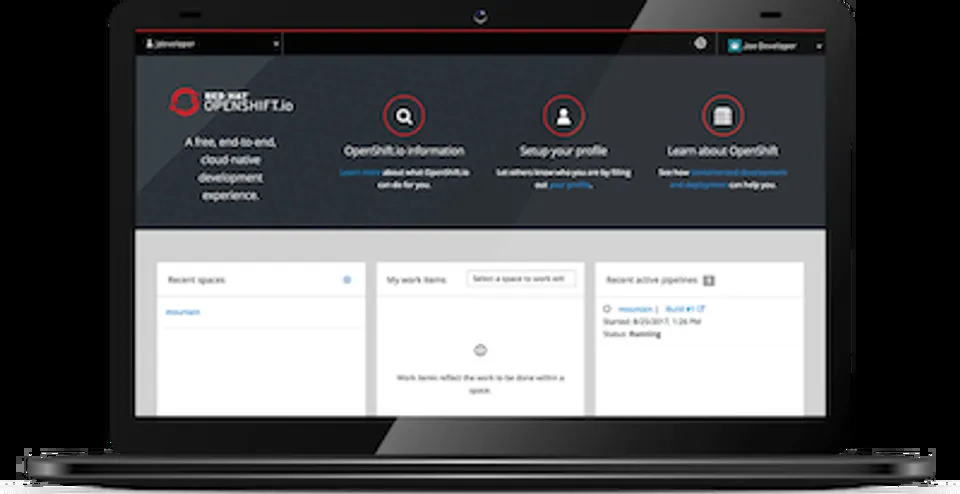 jdeveloper
Jon Developer
RED HAT
OPENSHIFT.io
A free, end-to-end,
cloud-native
development
experience.
OpenShift.io information
Learn more about what OpenShift.io
can do for you.
Setup your profile
Let others know who you are by filling
out your profile.
Learn about OpenShift
See how containerized development
and deployment can help you.
Recent spaces
mountain
My work items
Select a space to work wit
Work items reflect the work to be done within a
space.
Recent active pipelines
mountain | Build #1
Started: 8/25/2017, 1:26 PM
Status: Running